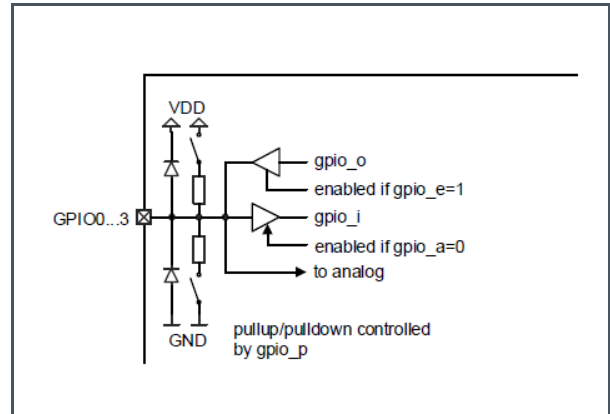 VDD
gpio_o
enabled if gpio_e=1
GPIO0...3
gpio_i
enabled if gpio_a=0
to analog
GND
pullup/pulldown controlled
by gpio_p